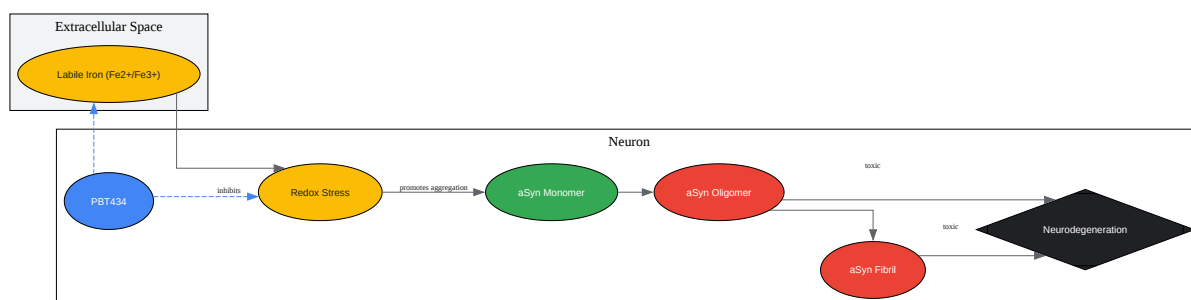 Extracellular Space
Labile Iron (Fe2+/Fe3+)
Neuron
PBT434
inhibits
Redox Stress
promotes aggregation
aSyn Monomer
aSyn Oligomer
toxic
toxic
Neurodegeneration
aSyn Fibril